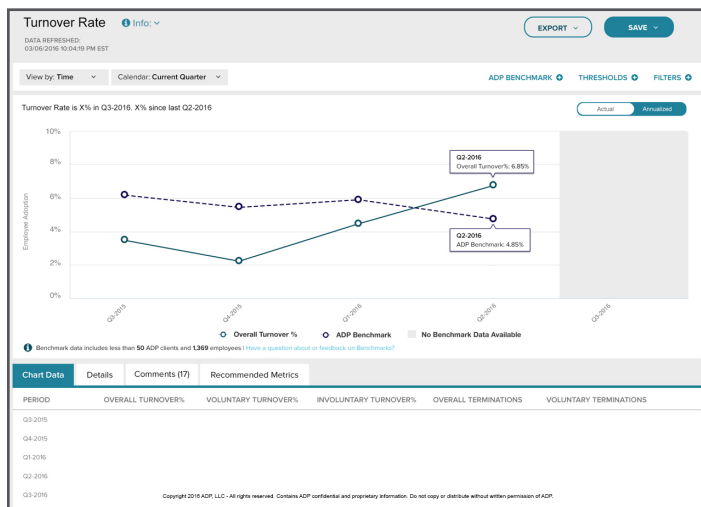 Turnover Rate
Info:
DATA REFRESHED:
03/06/2016 10:04:19 PM EST
EXPORT
SAVE
View by: Time
Calendar: Current Quarter
ADP BENCHMARK
THRESHOLDS
FILTERS
Turnover Rate is X% in Q3-2016. X% since last Q2-2016
Actual
Annualized
10%
8%
6%
4%
2%
0%
Employee Adoption
Q2-2016
Overall Turnover%: 6.85%
Q2-2016
ADP Benchmark: 4.85%
Q3-2015
Q4-2015
Q1-2016
Q2-2016
Q3-2015
Overall Turnover %
ADP Benchmark
No Benchmark Data Available
Benchmark data includes less than 50 ADP clients and 1,369 employees | Have a question about or feedback on Benchmarks?
Chart Data
Details
Comments (17)
Recommended Metrics
PERIOD OVERALL TURNOVER% VOLUNTARY TURNOVER% INVOLUNTARY TURNOVER% OVERALL TERMINATIONS VOLUNTARY TERMINATIONS
Q3-2015
Q4-2015
Q1-2016
Q2-2016
Q3-2016
Copyright 2016 ADP, LLC - All rights reserved. Contains ADP confidential and proprietary information. Do not copy or distribute without written permission of ADP.